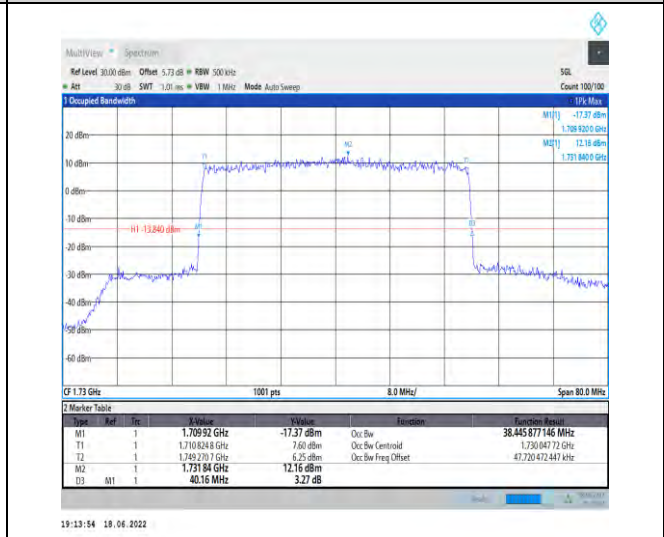 MultiView Spectrum
Ref Level 30.00 dBm Offset 5.73 dB RBW 500 kHz SGL
Att 30 dB SWT 1.01 ms VBW 1 MHz Mode Auto Sweep Count 100/100
1 Occupied Bandwidth 1Pk Max
M1[1] -17.37 dBm
1.709 920 0 GHz
M2[1] 12.16 dBm
1.731 840 0 GHz
20 dBm
M2
T1
10 dBm
0 dBm
-10 dBm
H1 -13.840 dBm
M1
D3
-20 dBm
-30 dBm
-40 dBm
-50 dBm
-60 dBm
CF 1.73 GHz 1001 pts 8.0 MHz/ Span 80.0 MHz
2 Marker Table
Type Ref Trc X-Value Y-Value Function Function Result
M1 1 1.709 92 GHz -17.37 dBm Occ Bw 38.445 877 146 MHz
T1 1 1.710 824 8 GHz 7.60 dBm Occ Bw Centroid 1.730 047 72 GHz
T2 1 1.749 270 7 GHz 6.25 dBm Occ Bw Freq Offset 47.720 472 447 kHz
M2 1 1.731 84 GHz 12.16 dBm
D3 M1 1 40.16 MHz 3.27 dB
19:13:54 18.06.2022